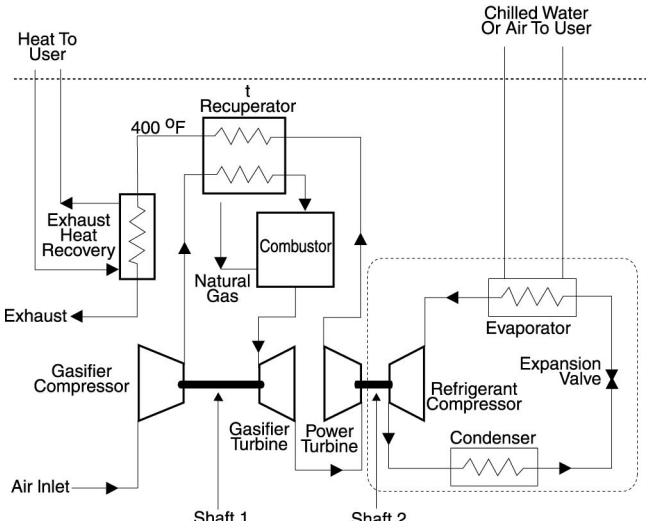 Chilled Water
Or Air To User
Heat To
User
t
Recuperator
400 °F
Exhaust
Heat
Recovery
Combustor
Natural
Gas
Exhaust
Evaporator
Gasifier
Compressor
Expansion
Valve
Refrigerant
Compressor
Gasifier
Turbine
Power
Turbine
Condenser
Air Inlet
Shaft 1
Shaft 2